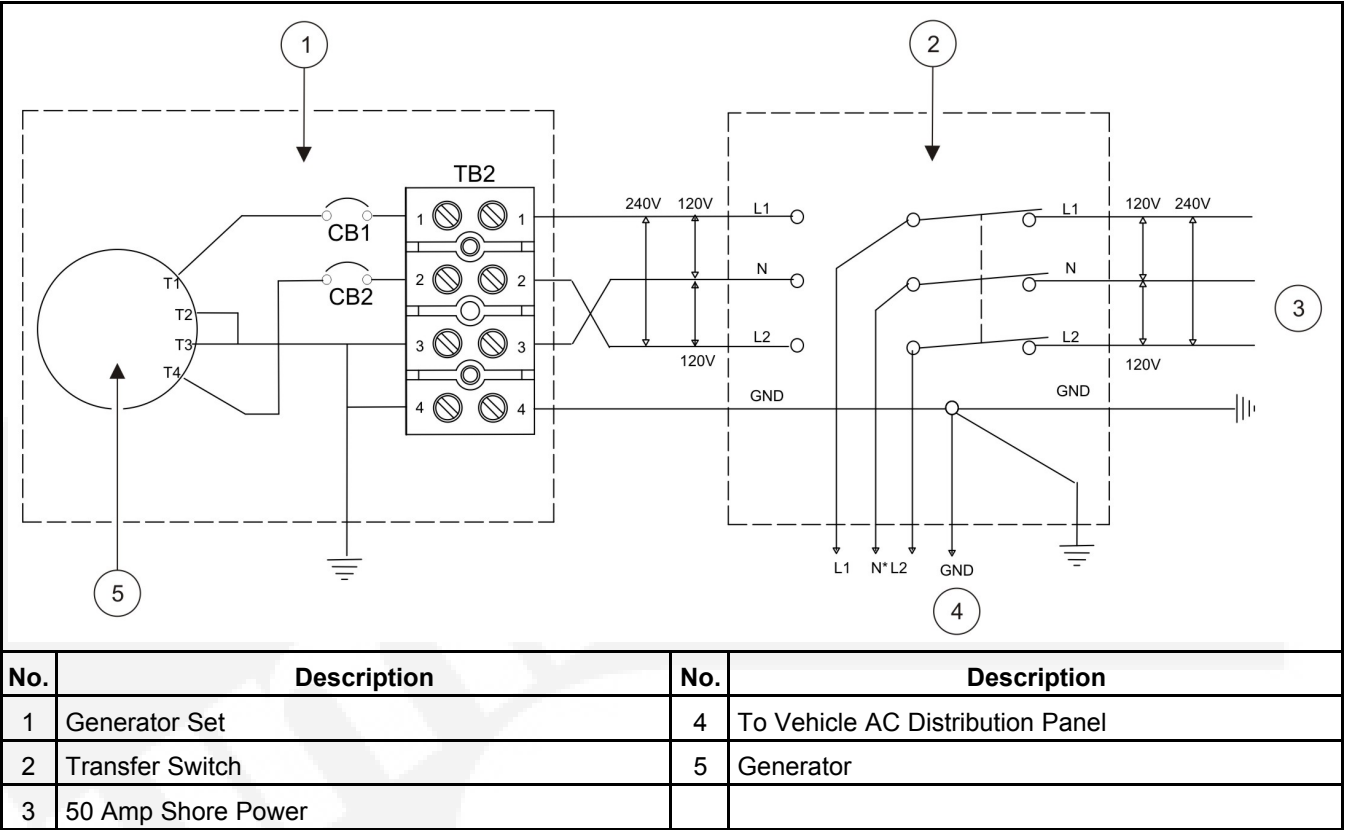 1
2
TB2
240V 120V L1 L1 120V 240V
1 1
CB1
N N
T1 2 2
CB2
3
T2
T3 3 3 L2 L2
120V 120V
T4
GND GND
4 4
L1 N* L2 GND
5
4
No. Description No. Description
1 Generator Set 4 To Vehicle AC Distribution Panel
2 Transfer Switch 5 Generator
3 50 Amp Shore Power